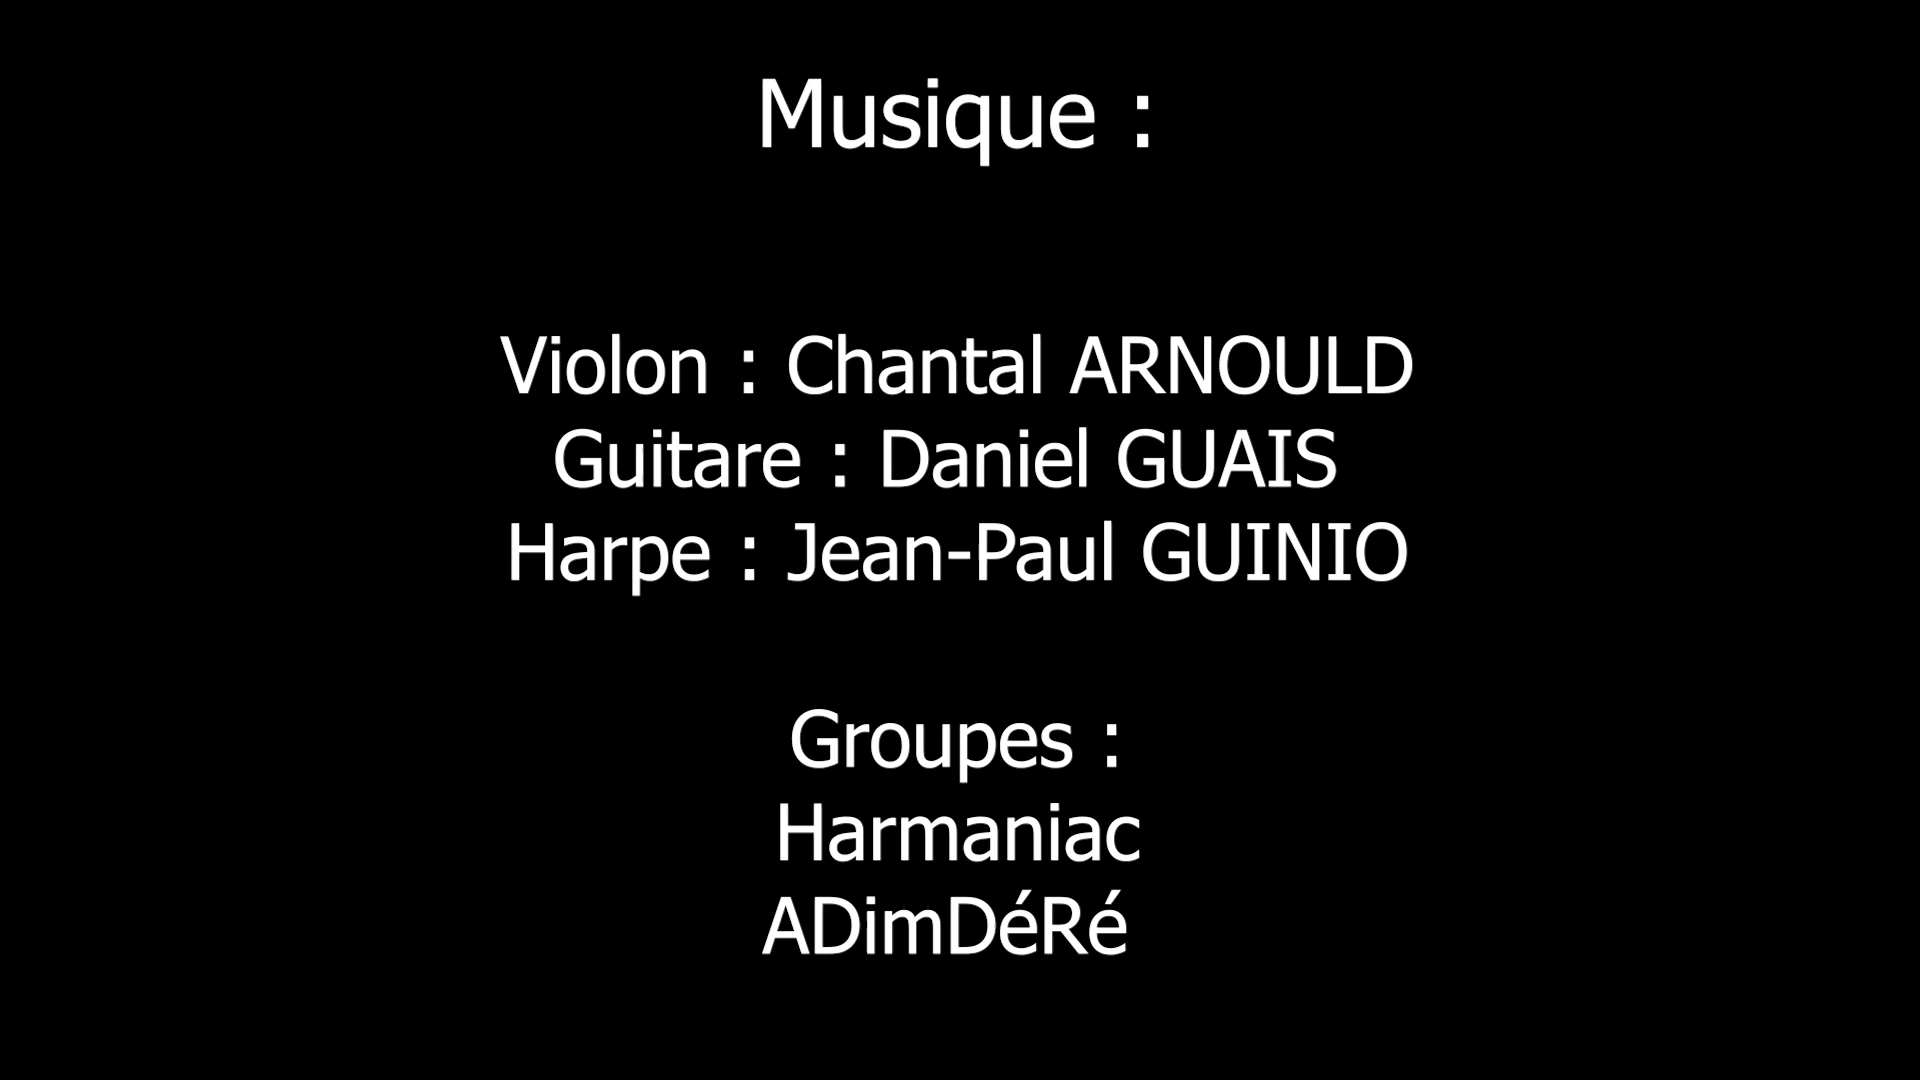 Musique :
Violon : Chantal ARNOULD
Guitare : Daniel GUAIS
Harpe : Jean-Paul GUINIO
Groupes :
Harmaniac
ADimDéRé